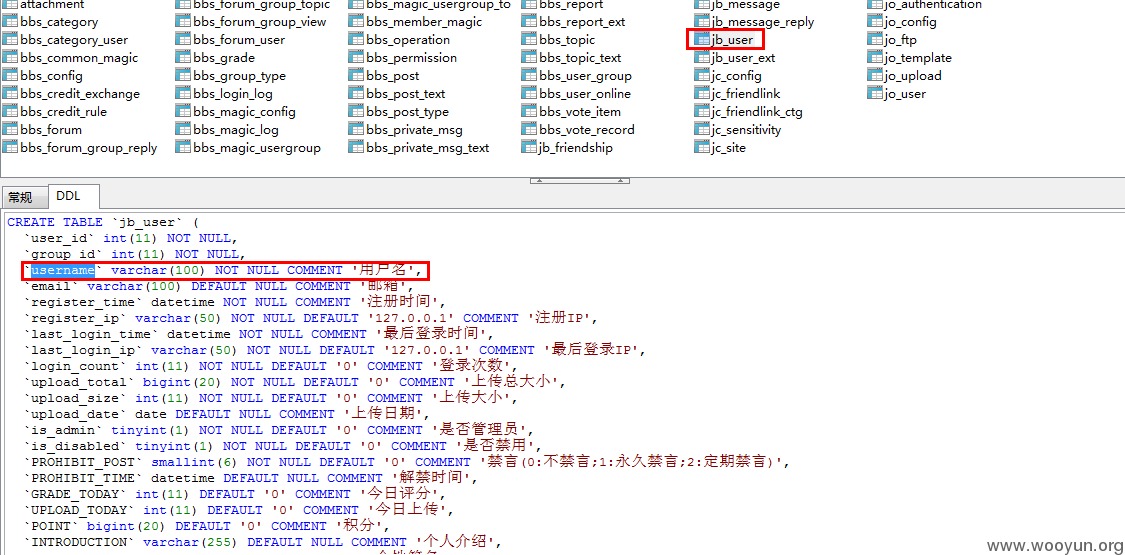 attachment bbs_forum_group_topic bbs_magic_usergroup_to bbs_report jb_message jo_authentication
bbs_category bbs_forum_group_view bbs_member_magic bbs_report_ext jb_message_reply jo_config
bbs_category_user bbs_forum_user bbs_operation bbs_topic jb_user jo_ftp
bbs_common_magic bbs_grade bbs_permission bbs_topic_text jb_user_ext jo_template
bbs_config bbs_group_type bbs_post bbs_user_group jc_config jo_upload
bbs_credit_exchange bbs_login_log bbs_post_text bbs_user_online jc_friendlink jo_user
bbs_credit_rule bbs_magic_config bbs_post_type bbs_vote_item jc_friendlink_ctg
bbs_forum bbs_magic_log bbs_private_msg bbs_vote_record jc_sensitivity
bbs_forum_group_reply bbs_magic_usergroup bbs_private_msg_text jb_friendship jc_site
常规 DDL
CREATE TABLE `jb_user` (
`user_id` int(11) NOT NULL,
`group_id` int(11) NOT NULL,
`username` varchar(100) NOT NULL COMMENT '用户名',
`email` varchar(100) DEFAULT NULL COMMENT '邮箱',
`register_time` datetime NOT NULL COMMENT '注册时间',
`register_ip` varchar(50) NOT NULL DEFAULT '127.0.0.1' COMMENT '注册IP',
`last_login_time` datetime NOT NULL COMMENT '最后登录时间',
`last_login_ip` varchar(50) NOT NULL DEFAULT '127.0.0.1' COMMENT '最后登录IP',
`login_count` int(11) NOT NULL DEFAULT '0' COMMENT '登录次数',
`upload_total` bigint(20) NOT NULL DEFAULT '0' COMMENT '上传总大小',
`upload_size` int(11) NOT NULL DEFAULT '0' COMMENT '上传大小',
`upload_date` date DEFAULT NULL COMMENT '上传日期',
`is_admin` tinyint(1) NOT NULL DEFAULT '0' COMMENT '是否管理员',
`is_disabled` tinyint(1) NOT NULL DEFAULT '0' COMMENT '是否禁用',
`PROHIBIT_POST` smallint(6) NOT NULL DEFAULT '0' COMMENT '禁言(0:不禁言;1:永久禁言;2:定期禁言)',
`PROHIBIT_TIME` datetime DEFAULT NULL COMMENT '解禁时间',
`GRADE_TODAY` int(11) DEFAULT '0' COMMENT '今日评分',
`UPLOAD_TODAY` int(11) DEFAULT '0' COMMENT '今日上传',
`POINT` bigint(20) DEFAULT '0' COMMENT '积分',
`INTRODUCTION` varchar(255) DEFAULT NULL COMMENT '个人介绍',
www.wooyun.org